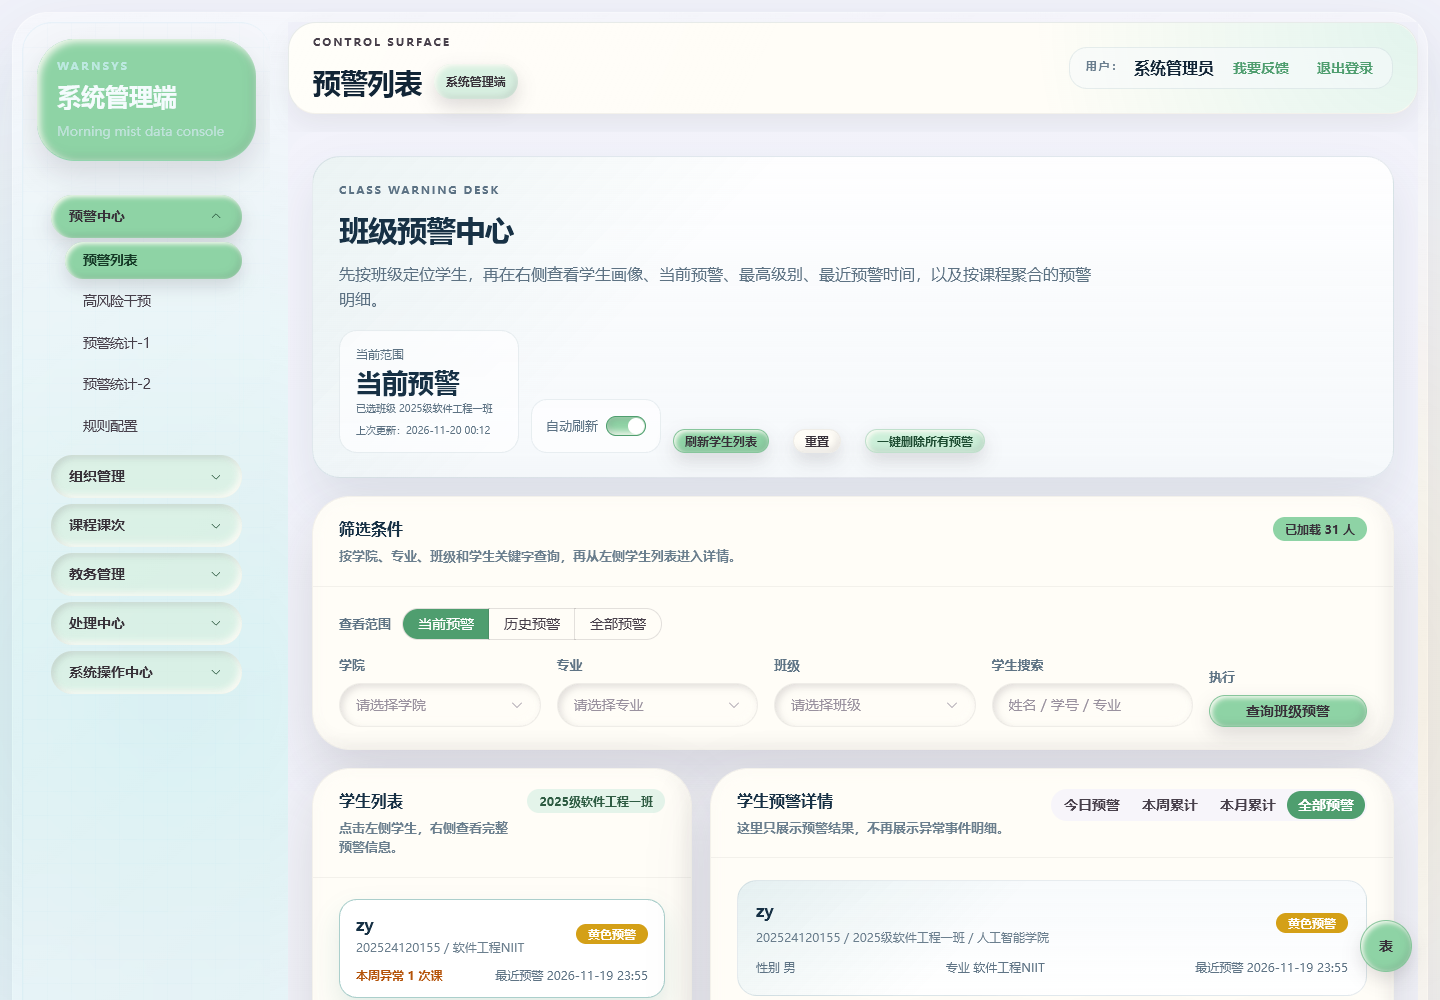 WARNSYS
系统管理端
Morning mist data console
预警中心
预警列表
高风险干预
预警统计-1
预警统计-2
规则配置
组织管理
课程课次
教务管理
处理中心
系统操作中心
CONTROL SURFACE
预警列表
系统管理端
用户：
系统管理员
我要反馈
退出登录
CLASS WARNING DESK
班级预警中心
先按班级定位学生，再在右侧查看学生画像、当前预警、最高级别、最近预警时间，以及按课程聚合的预警
明细。
当前范围
当前预警
已选班级 2025级软件工程一班
上次更新：2026-11-20 00:12
自动刷新
刷新学生列表
重置
一键删除所有预警
筛选条件
已加载 31 人
按学院、专业、班级和学生关键字查询，再从左侧学生列表进入详情。
查看范围
当前预警
历史预警
全部预警
学院
专业
班级
学生搜索
执行
请选择学院
请选择专业
请选择班级
姓名 / 学号 / 专业
查询班级预警
学生列表
2025级软件工程一班
点击左侧学生，右侧查看完整
预警信息。
zy
黄色预警
202524120155 / 软件工程NIIT
本周异常 1 次课
最近预警 2026-11-19 23:55
学生预警详情
今日预警
本周累计
本月累计
全部预警
这里只展示预警结果，不再展示异常事件明细。
zy
黄色预警
202524120155 / 2025级软件工程一班 / 人工智能学院
性别 男
专业 软件工程NIIT
最近预警 2026-11-19 23:55
表